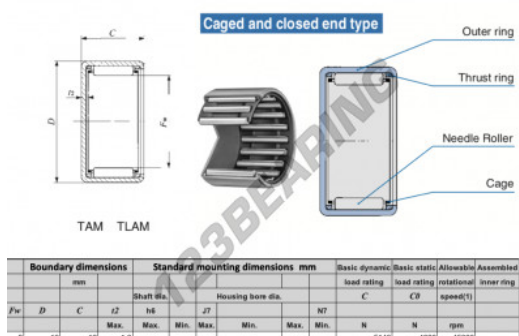 Caged and closed end type
C
Outer ring
t2
Thrust ring
D
Fw
Needle Roller
Cage
TAM TLAM
123BEARING
Boundary dimensions Standard mounting dimensions mm Basic dynamic Basic static Allowable Assembled
mm load rating load rating rotational inner ring
Shaft dia. Housing bore dia. C C0 speed(1)
Fw D C t2 h6 J7 N7
Max. Max. Min. Max. Min. Max. Min. N N rpm